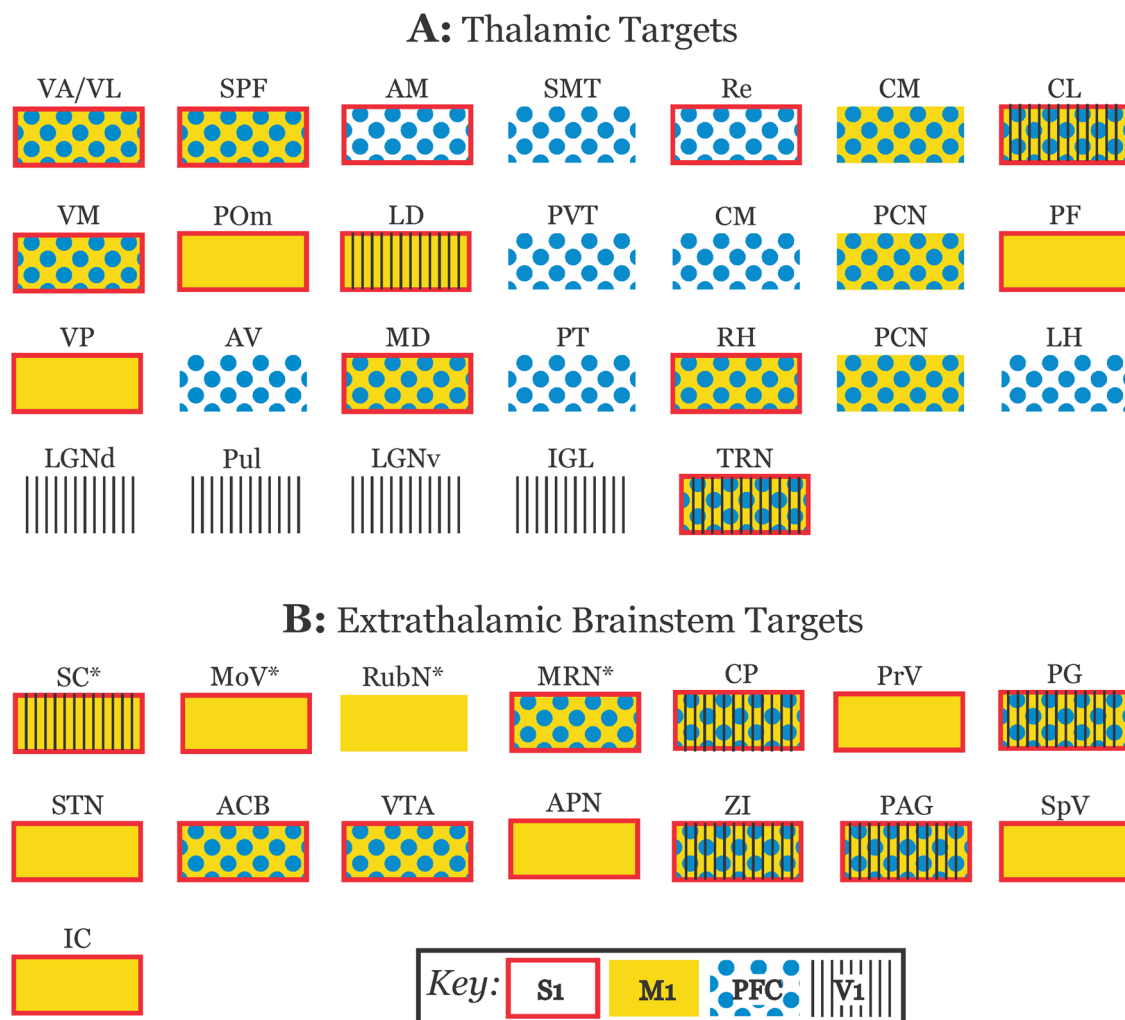 A: Thalamic Targets
VA/VL SPF AM SMT Re CM CL
VM POm LD PVT CM PCN PF
VP AV MD PT RH PCN LH
LGNd Pul LGNv IGL TRN
B: Extrathalamic Brainstem Targets
SC* MoV* RubN* MRN* CP PrV PG
STN ACB VTA APN ZI PAG SpV
IC
Key: S1 M1 PFC V1